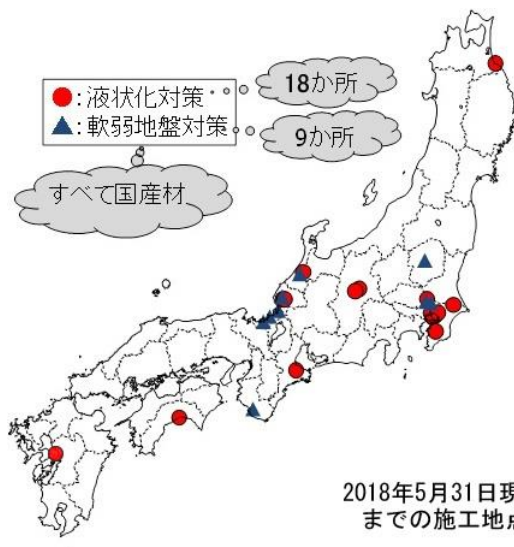 ●:液状化対策
18か所
▲:軟弱地盤対策
9か所
すべて国産材
2018年5月31日現
までの施工地点